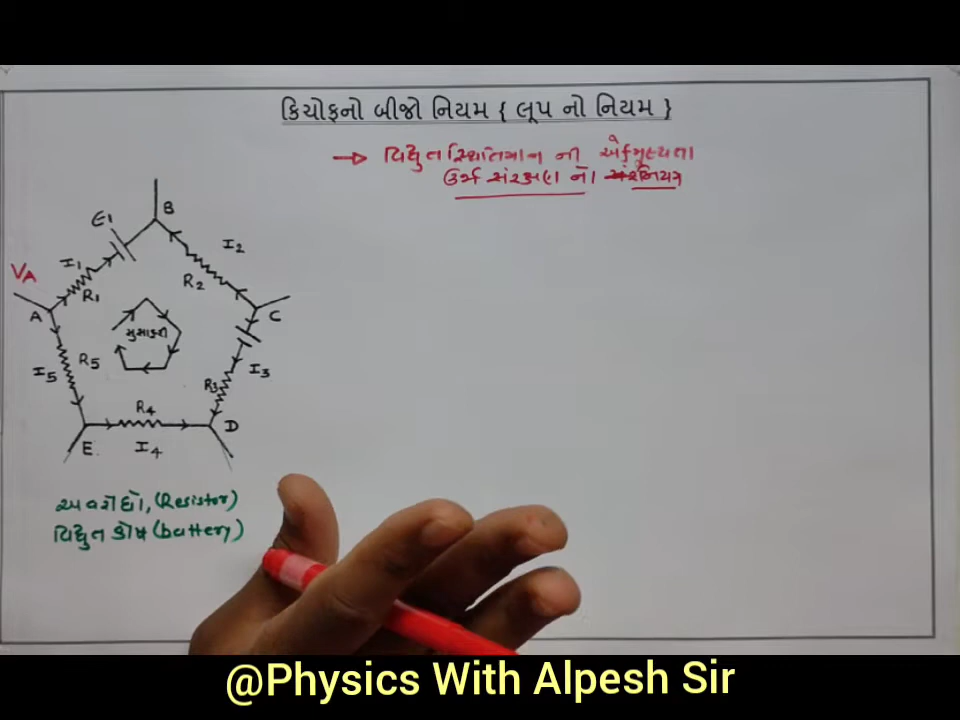 કિર્ચોફનો બીજો નિયમ { લૂપ નો નિયમ }
→ વિદ્યુત સ્થિતિમાન ની એકમૂલ્યતા
ઉર્જા સંરક્ષણ નો નિયમ
B
E1
I1
I2
VA
R1
R2
A
C
મુસાફરી
R5
I3
I5
R3
R4
D
E
I4
અવરોધો, (Resistor)
વિદ્યુત કોષ (battery)
@Physics With Alpesh Sir